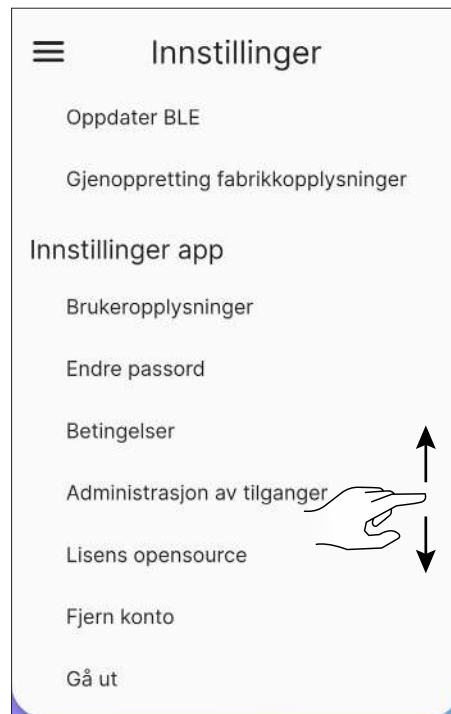 Innstillinger
Oppdater BLE
Gjenoppretting fabrikkopplysninger
Innstillinger app
Brukeropplysninger
Endre passord
Betingelser
Administrasjon av tilganger
Lisens opensource
Fjern konto
Gå ut